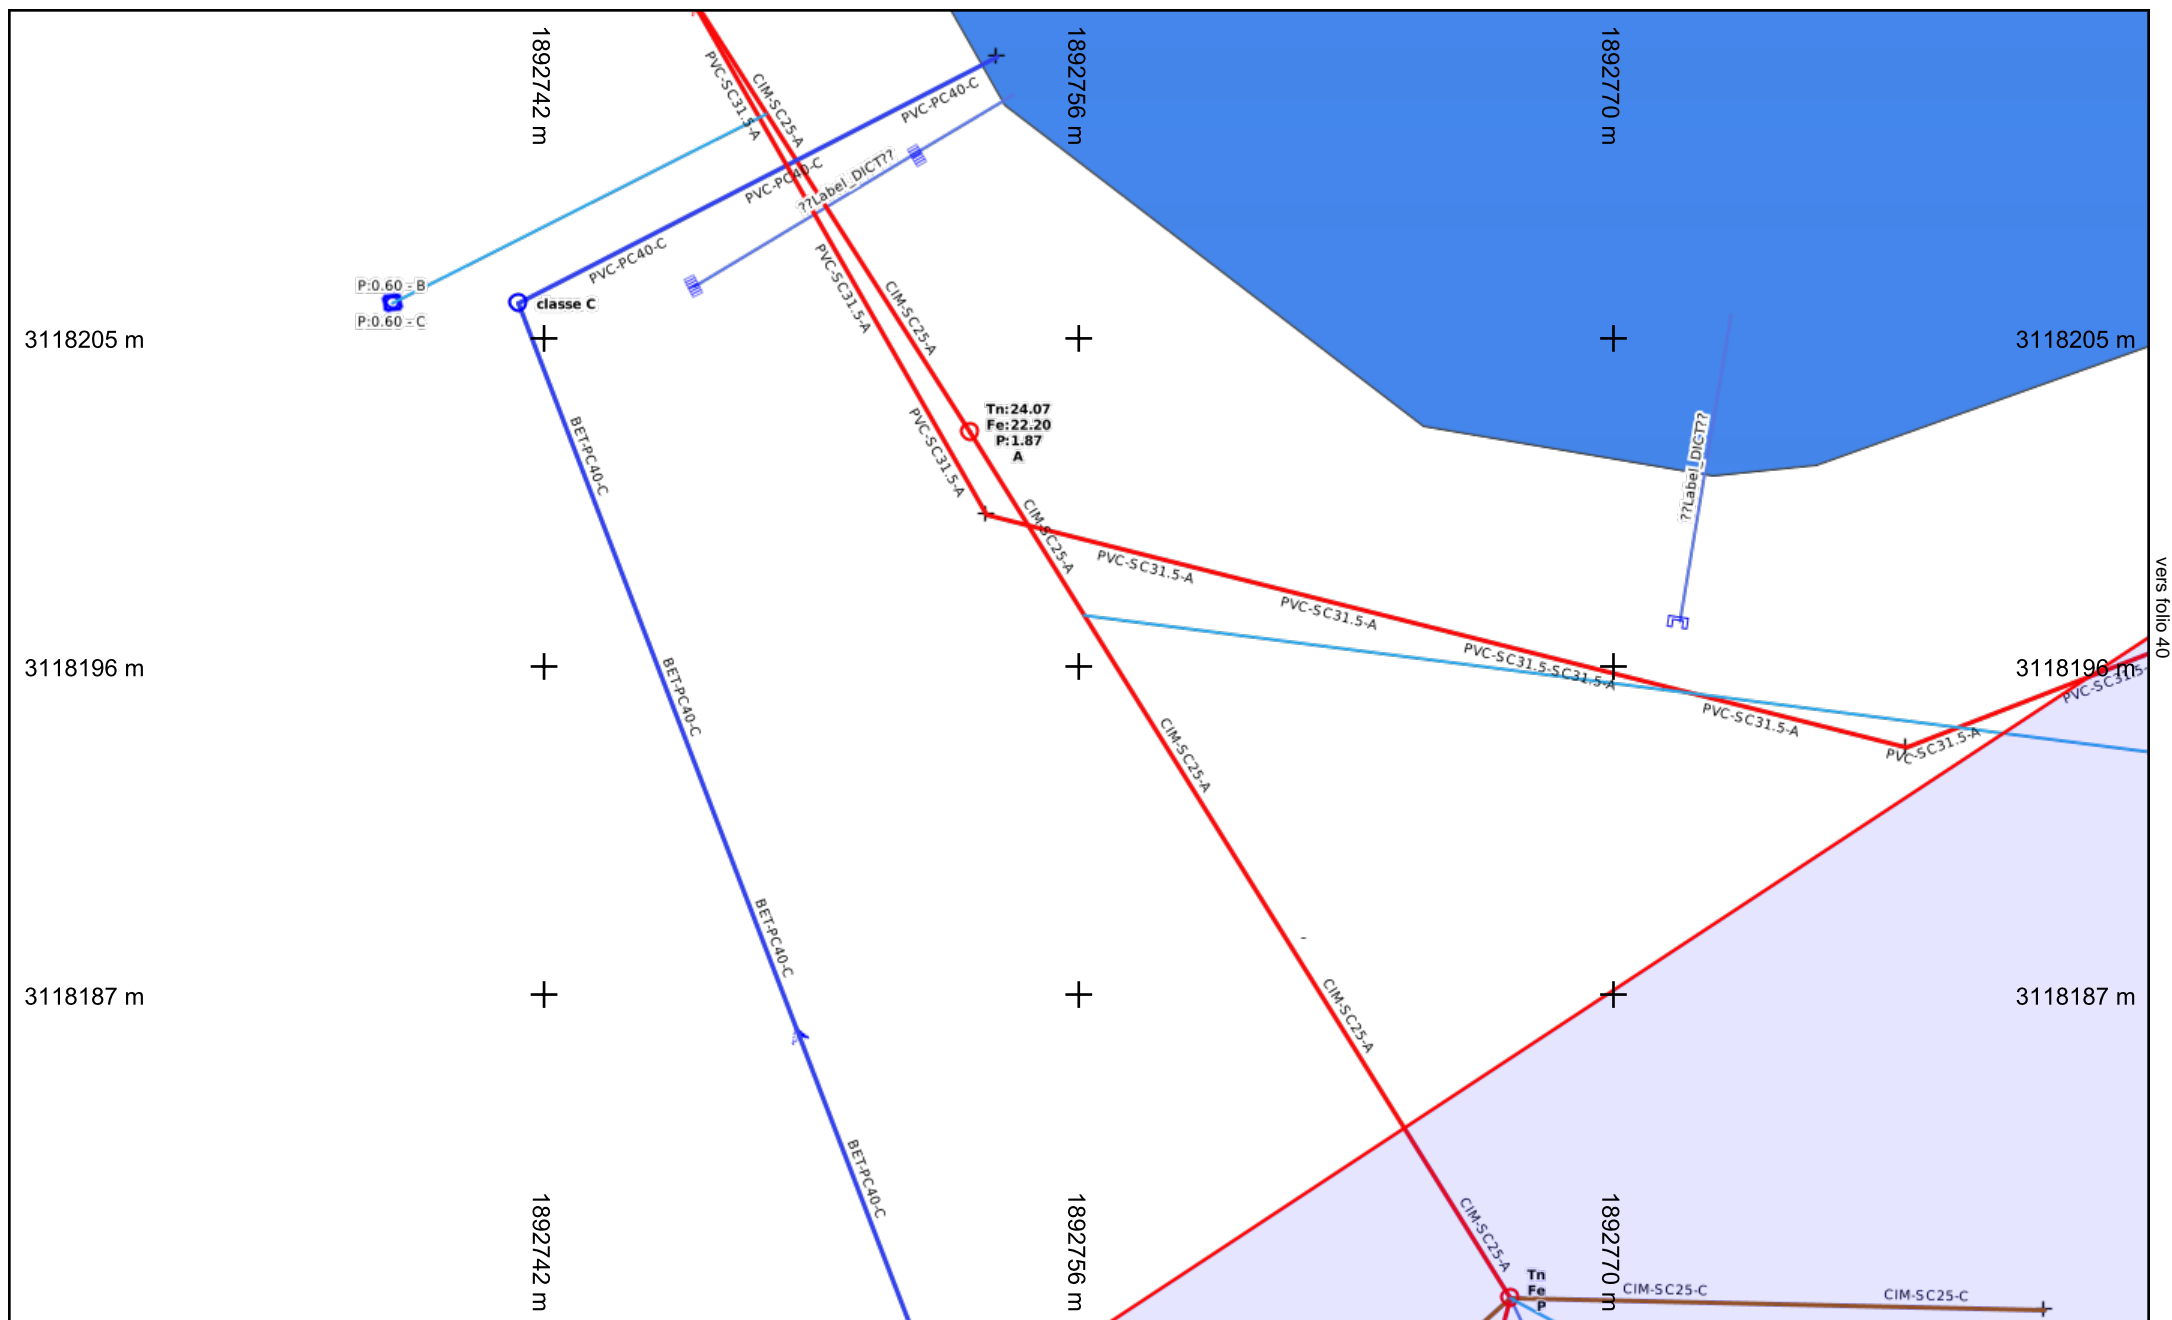 1892742 m
1892756 m
1892770 m
PVC-SC31.5-A
CIM-SC25-A
PVC-PC40-C
PVC-PC40-C
??Label_DICT??
PVC-PC40-C
P:0.60 - B
P:0.60 - C
classe C
PVC-SC31.5-A
CIM-SC25-A
3118205 m
3118205 m
Tn:24.07
Fe:22.20
P:1.87
A
BET-PC40-C
PVC-SC31.5-A
??Label_DICT??
CIM-SC25-A
PVC-SC31.5-A
PVC-SC31.5-A
vers folio 40
3118196 m
PVC-SC31.5-SC31.5-A
PVC-SC31.5-A
PVC-SC31.5-A
PVC-SC31.5-
BET-PC40-C
CIM-SC25-A
BET-PC40-C
3118187 m
3118187 m
CIM-SC25-A
BET-PC40-C
CIM-SC25-A
1892742 m
1892756 m
1892770 m
Tn
Fe
P
CIM-SC25-C
CIM-SC25-C
3118196 m